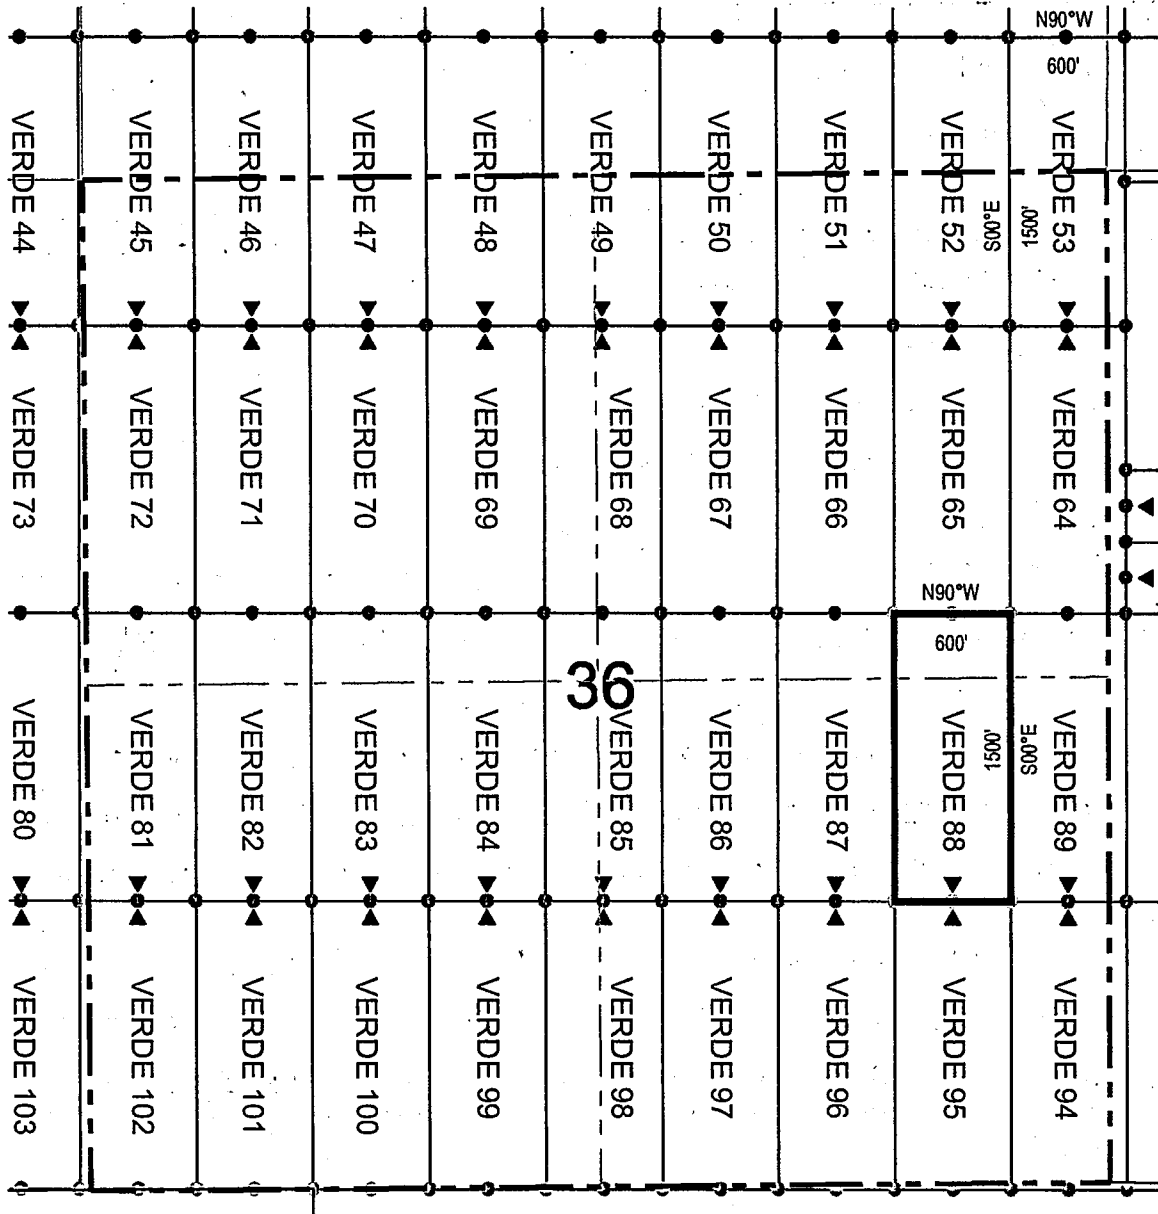 N90°W
600'
VERDE 44
VERDE 45
VERDE 46
VERDE 47
VERDE 48
VERDE 49
VERDE 50
VERDE 51
VERDE 52
S00°E
1500'
VERDE 53
VERDE 73
VERDE 72
VERDE 71
VERDE 70
VERDE 69
VERDE 68
VERDE 67
VERDE 66
VERDE 65
VERDE 64
N90°W
600'
36
VERDE 80
VERDE 81
VERDE 82
VERDE 83
VERDE 84
VERDE 85
VERDE 86
VERDE 87
VERDE 88
1500'
S00°E
VERDE 89
VERDE 103
VERDE 102
VERDE 101
VERDE 100
VERDE 99
VERDE 98
VERDE 97
VERDE 96
VERDE 95
VERDE 94